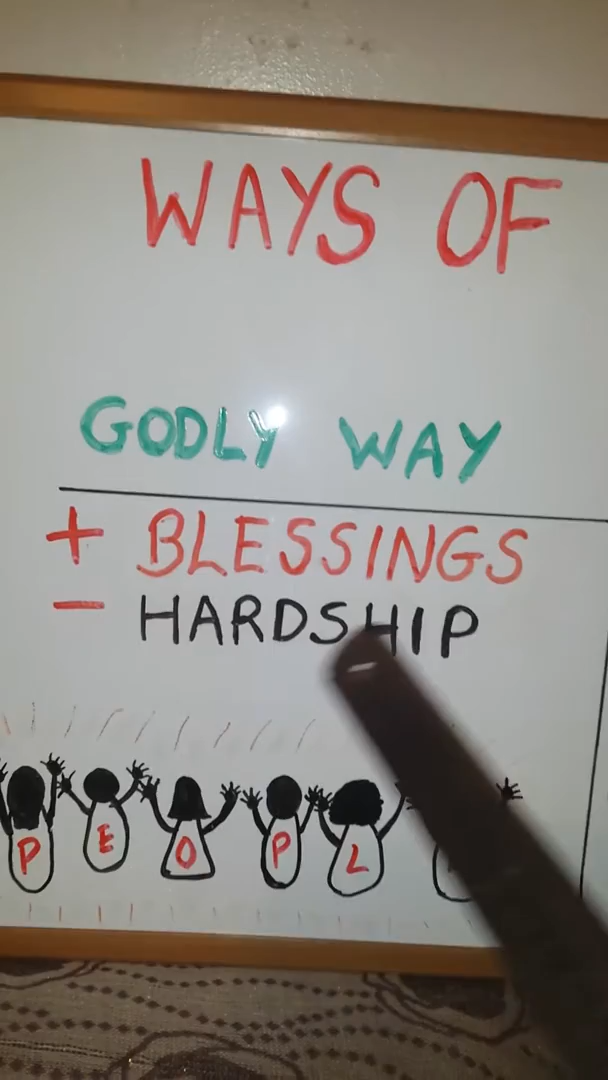 WAYS OF
GODLY WAY
+ BLESSINGS
- HARDSHIP
P E O P L